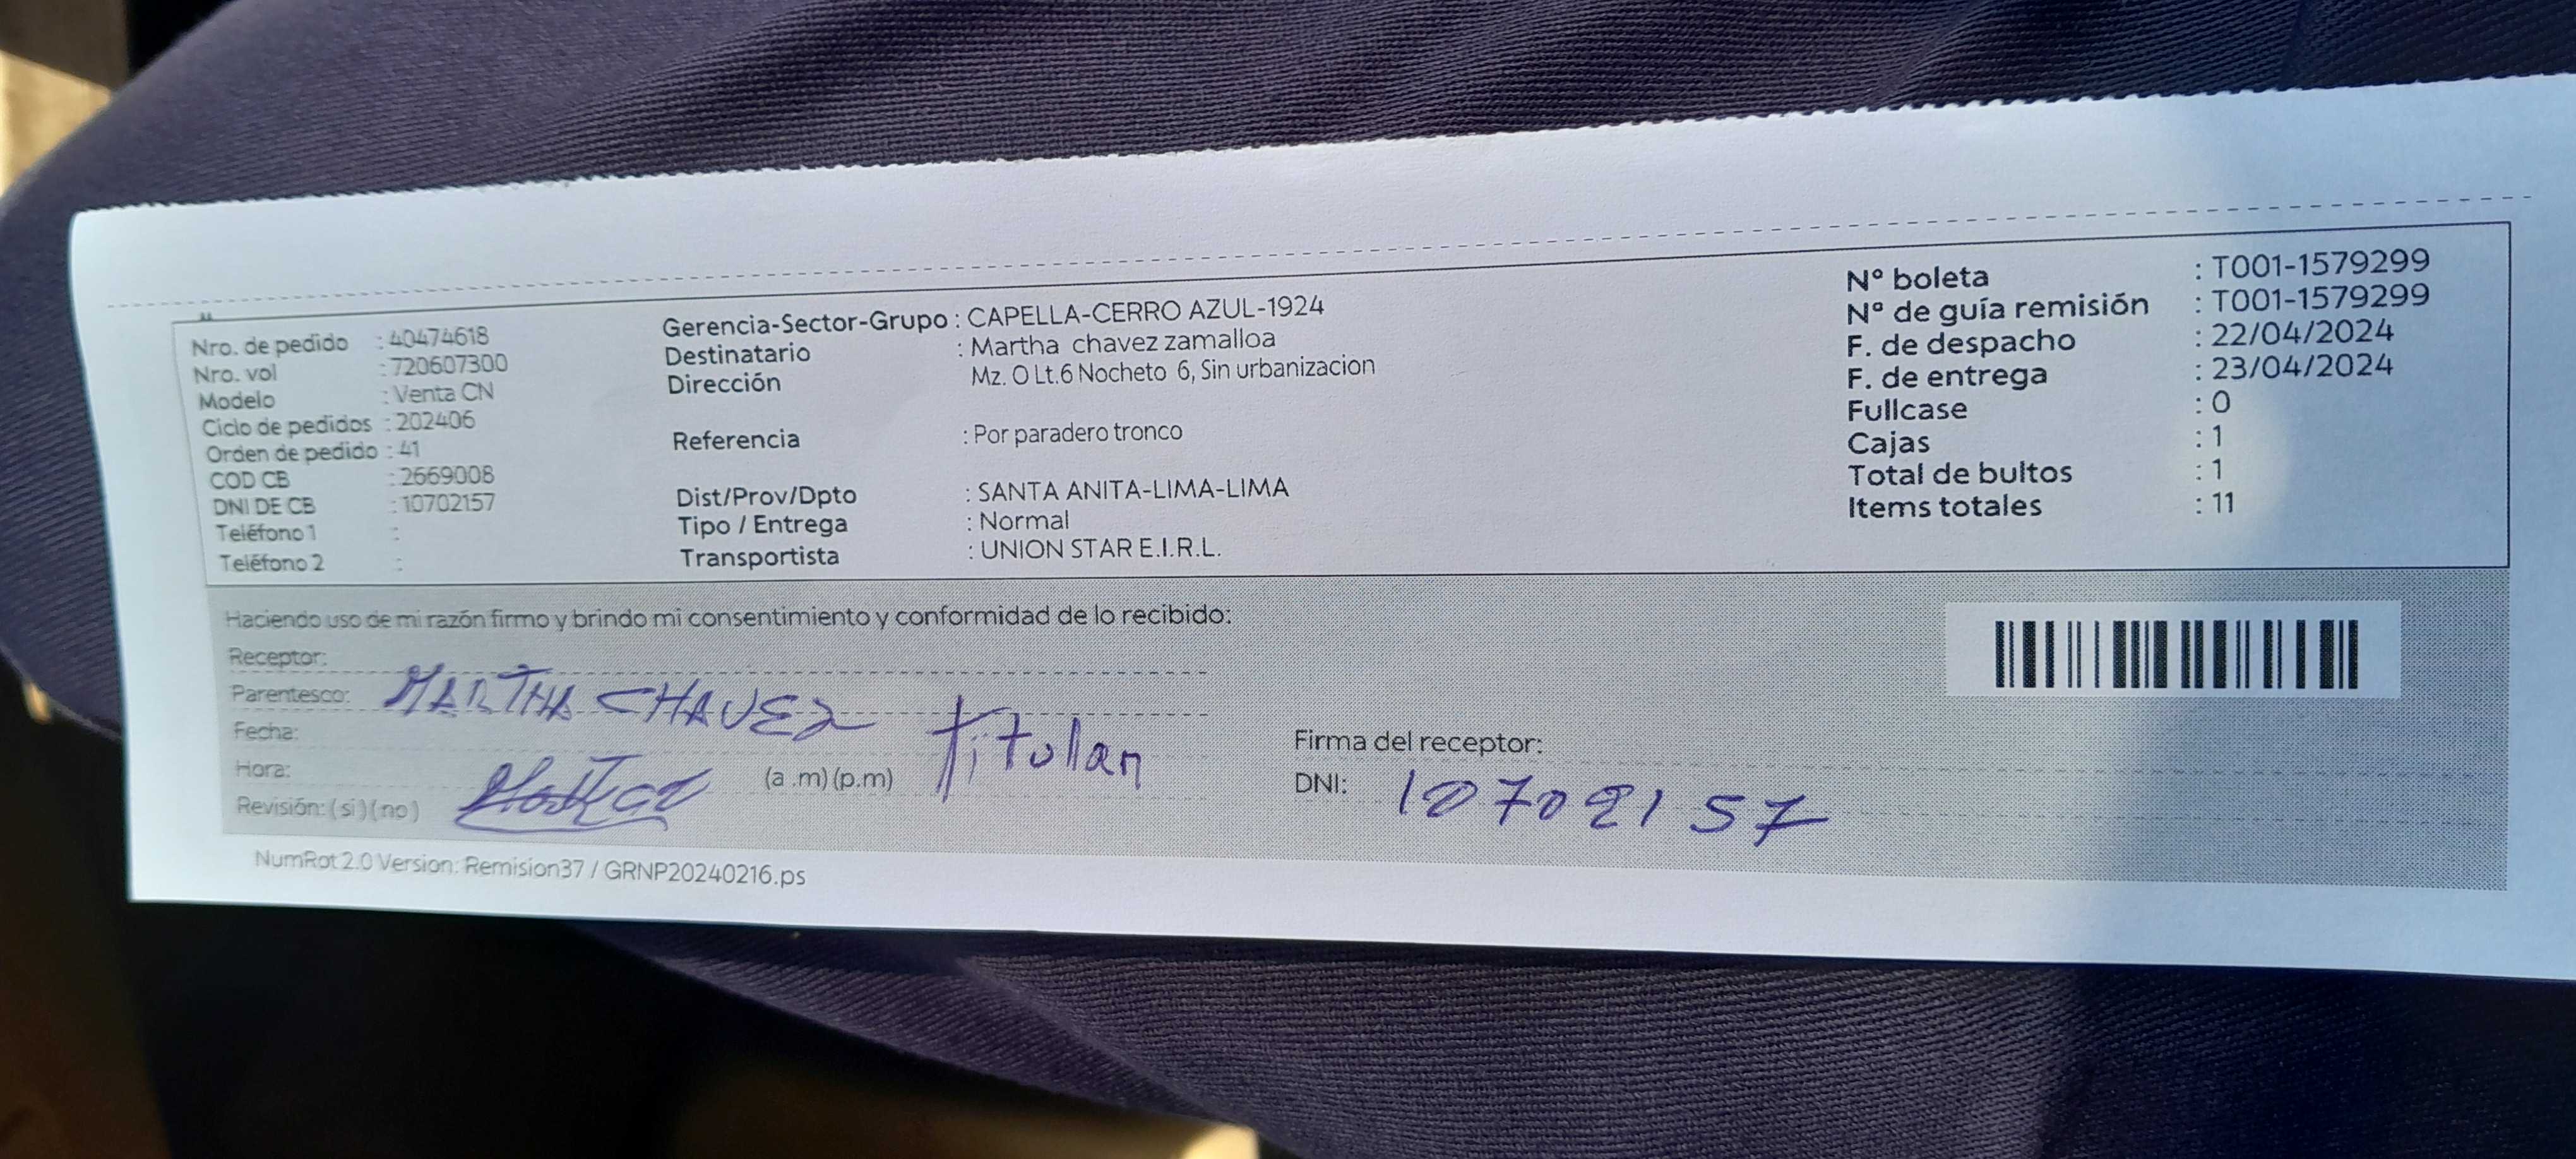 Nro. de pedido : 40474618
Nro. vol : 720607300
Modelo : Venta CN
Ciclo de pedidos : 202406
Orden de pedido : 41
COD CB : 2669008
DNI DE CB : 10702157
Teléfono 1 :
Teléfono 2 :
Gerencia-Sector-Grupo : CAPELLA-CERRO AZUL-1924
Destinatario : Martha chavez zamalloa
Dirección Mz. O Lt.6 Nocheto 6, Sin urbanizacion
Referencia : Por paradero tronco
Dist/Prov/Dpto : SANTA ANITA-LIMA-LIMA
Tipo / Entrega : Normal
Transportista : UNION STAR E.I.R.L.
Nº boleta : T001-1579299
Nº de guía remisión : T001-1579299
F. de despacho : 22/04/2024
F. de entrega : 23/04/2024
Fullcase : 0
Cajas : 1
Total de bultos : 1
Items totales : 11
Haciendo uso de mi razón firmo y brindo mi consentimiento y conformidad de lo recibido:
Receptor:
Parentesco: MARTHA CHAVEZ
Fecha: Titular
Hora: (a .m) (p.m)
Revisión: ( si ) ( no )
Firma del receptor:
DNI: 10702157
NumRot 2.0 Version: Remision37 / GRNP20240216.ps